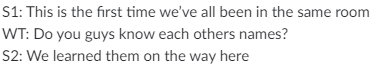 S1: This is the first time we've all been in the same room
WT: Do you guys know each others names?
S2: We learned them on the way here